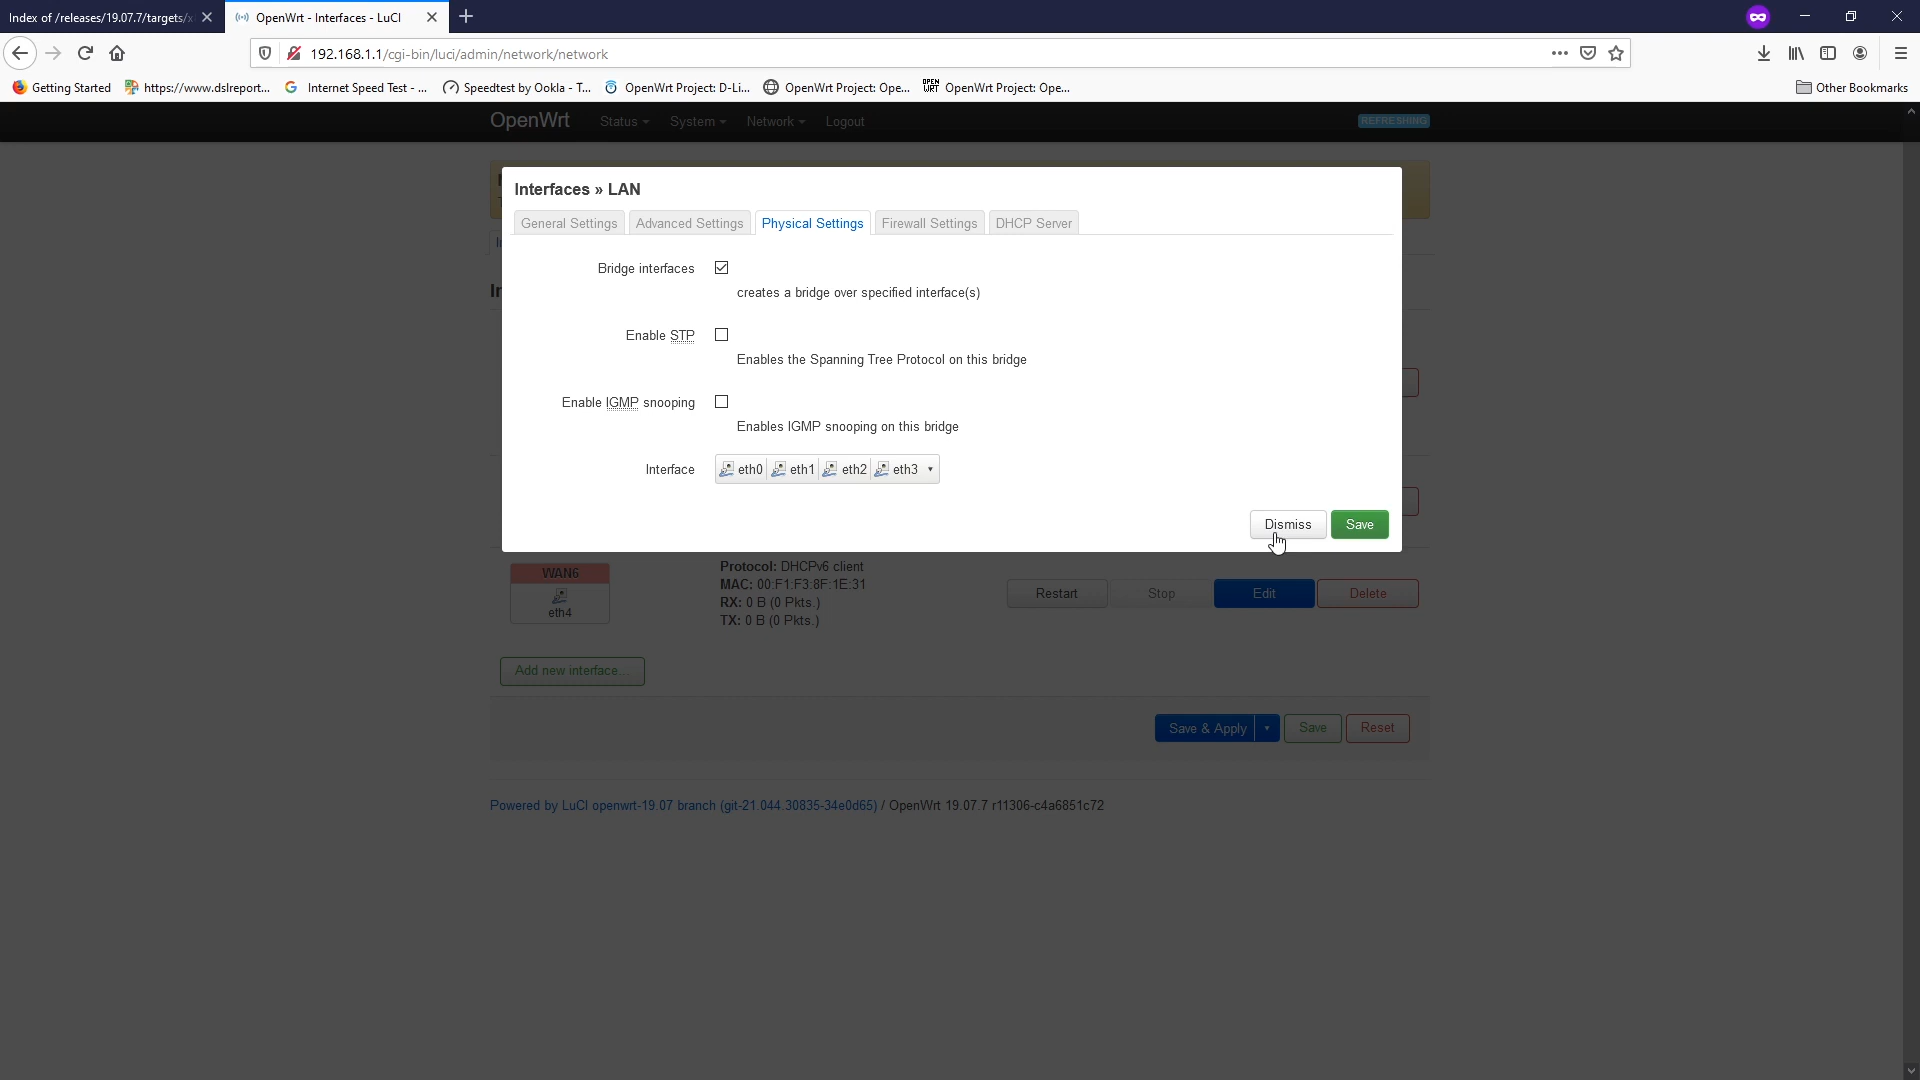 Index of /releases/19.07.7/targets/x
OpenWrt - Interfaces - LuCI
192.168.1.1/cgi-bin/luci/admin/network/network
Getting Started
https://www.dslreport...
Internet Speed Test - ...
Speedtest by Ookla - T...
OpenWrt Project: D-Li...
OpenWrt Project: Ope...
OPEN WRT
OpenWrt Project: Ope...
Other Bookmarks
OpenWrt
Status
System
Network
Logout
REFRESHING
Interfaces » LAN
General Settings
Advanced Settings
Physical Settings
Firewall Settings
DHCP Server
Bridge interfaces
creates a bridge over specified interface(s)
Enable STP
Enables the Spanning Tree Protocol on this bridge
Enable IGMP snooping
Enables IGMP snooping on this bridge
Interface
eth0 eth1 eth2 eth3
Dismiss
Save
WAN6
eth4
Protocol: DHCPv6 client
MAC: 00:F1:F3:8F:1E:31
RX: 0 B (0 Pkts.)
TX: 0 B (0 Pkts.)
Restart
Stop
Edit
Delete
Add new interface...
Save & Apply
Save
Reset
Powered by LuCI openwrt-19.07 branch (git-21.044.30835-34e0d65) / OpenWrt 19.07.7 r11306-c4a6851c72